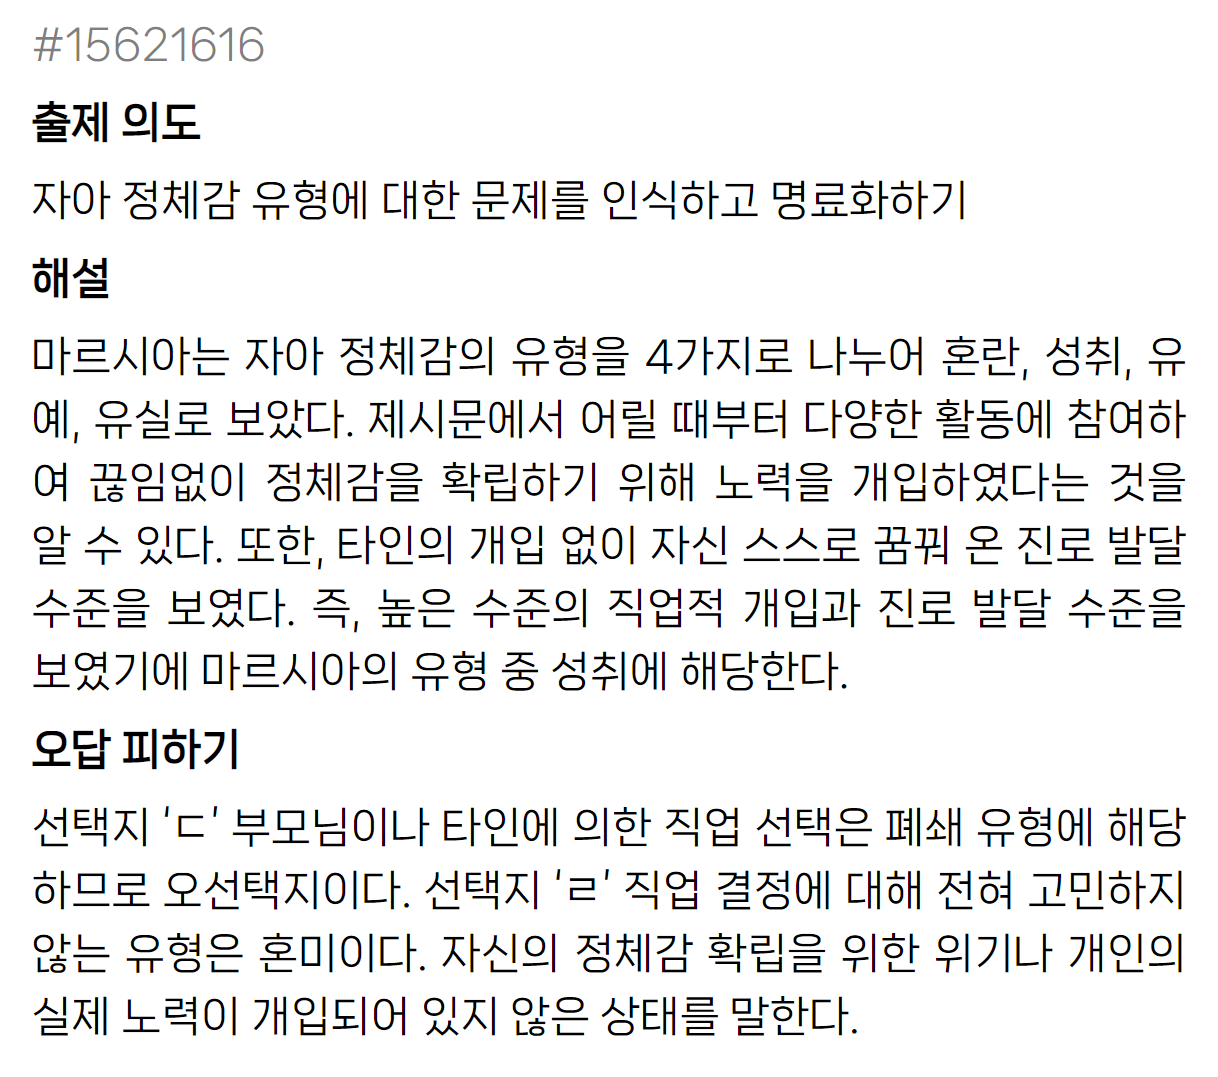 #15621616
출제 의도
자아 정체감 유형에 대한 문제를 인식하고 명료화하기
해설
마르시아는 자아 정체감의 유형을 4가지로 나누어 혼란, 성취, 유
예, 유실로 보았다. 제시문에서 어릴 때부터 다양한 활동에 참여하
여 끊임없이 정체감을 확립하기 위해 노력을 개입하였다는 것을
알 수 있다. 또한, 타인의 개입 없이 자신 스스로 꿈꿔 온 진로 발달
수준을 보였다. 즉, 높은 수준의 직업적 개입과 진로 발달 수준을
보였기에 마르시아의 유형 중 성취에 해당한다.
오답 피하기
선택지 ‘ㄷ’ 부모님이나 타인에 의한 직업 선택은 폐쇄 유형에 해당
하므로 오선택지이다. 선택지 ‘ㄹ’ 직업 결정에 대해 전혀 고민하지
않는 유형은 혼미이다. 자신의 정체감 확립을 위한 위기나 개인의
실제 노력이 개입되어 있지 않은 상태를 말한다.